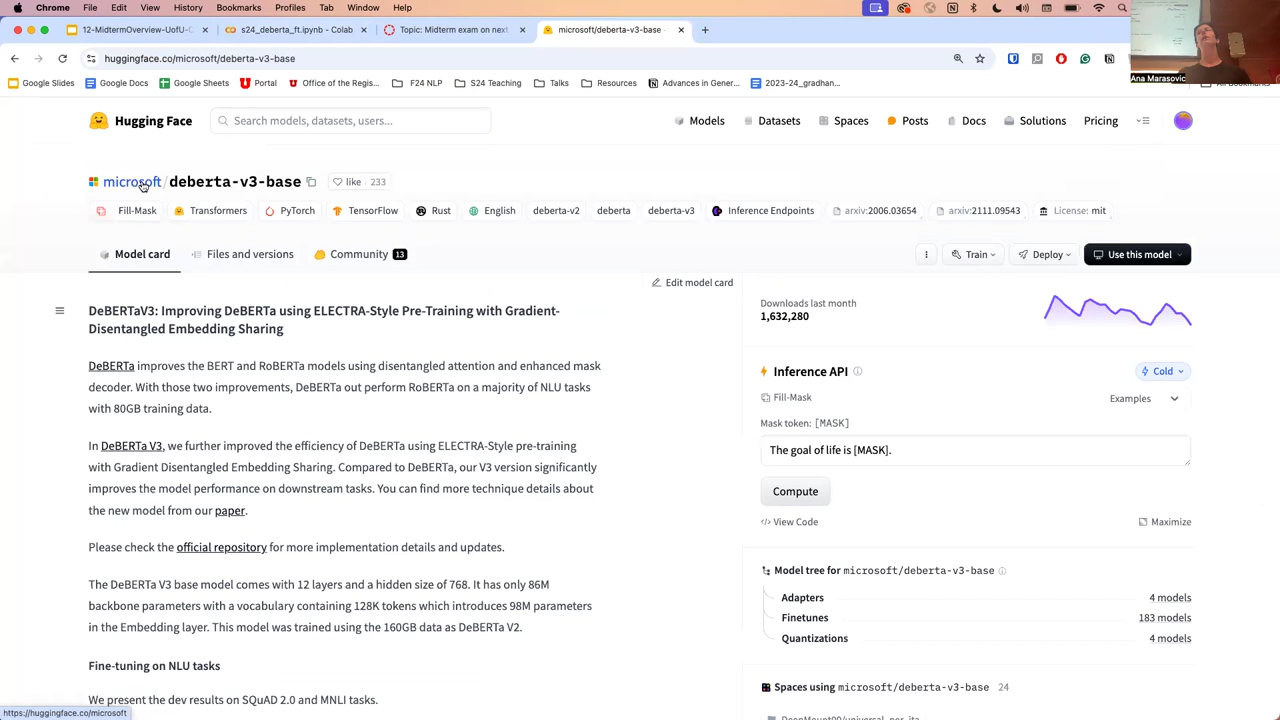 Chrome File Edit View History Bookmarks Profiles Tab Window Help
12-MidtermOverview-UofU-C
s24_deberta_ft.ipynb - Colab
Topic: Midterm exam on next
microsoft/deberta-v3-base
huggingface.co/microsoft/deberta-v3-base
Google Slides Google Docs Google Sheets Portal Office of the Regis... F24 S24 Teaching Talks Resources Advances in Gener... 2023-24_gradhan... All Bookmarks
Ana Marasovic
Hugging Face
Search models, datasets, users...
Models Datasets Spaces Posts Docs Solutions Pricing
microsoft/deberta-v3-base like 233
Fill-Mask Transformers PyTorch TensorFlow Rust English deberta-v2 deberta deberta-v3 Inference Endpoints arxiv:2006.03654 arxiv:2111.09543 License: mit
Model card Files and versions Community 13
Train Deploy Use this model
Edit model card
DeBERTaV3: Improving DeBERTa using ELECTRA-Style Pre-Training with Gradient-
Disentangled Embedding Sharing
DeBERTa improves the BERT and RoBERTa models using disentangled attention and enhanced mask
decoder. With those two improvements, DeBERTa out perform RoBERTa on a majority of NLU tasks
with 80GB training data.
In DeBERTa V3, we further improved the efficiency of DeBERTa using ELECTRA-Style pre-training
with Gradient Disentangled Embedding Sharing. Compared to DeBERTa, our V3 version significantly
improves the model performance on downstream tasks. You can find more technique details about
the new model from our paper.
Please check the official repository for more implementation details and updates.
The DeBERTa V3 base model comes with 12 layers and a hidden size of 768. It has only 86M
backbone parameters with a vocabulary containing 128K tokens which introduces 98M parameters
in the Embedding layer. This model was trained using the 160GB data as DeBERTa V2.
Fine-tuning on NLU tasks
We present the dev results on SQuAD 2.0 and MNLI tasks.
Downloads last month
1,632,280
Inference API
Cold
Fill-Mask
Examples
Mask token: [MASK]
The goal of life is [MASK].
Compute
View Code
Maximize
Model tree for microsoft/deberta-v3-base
Adapters 4 models
Finetunes 183 models
Quantizations 4 models
Spaces using microsoft/deberta-v3-base 24
https://huggingface.co/microsoft